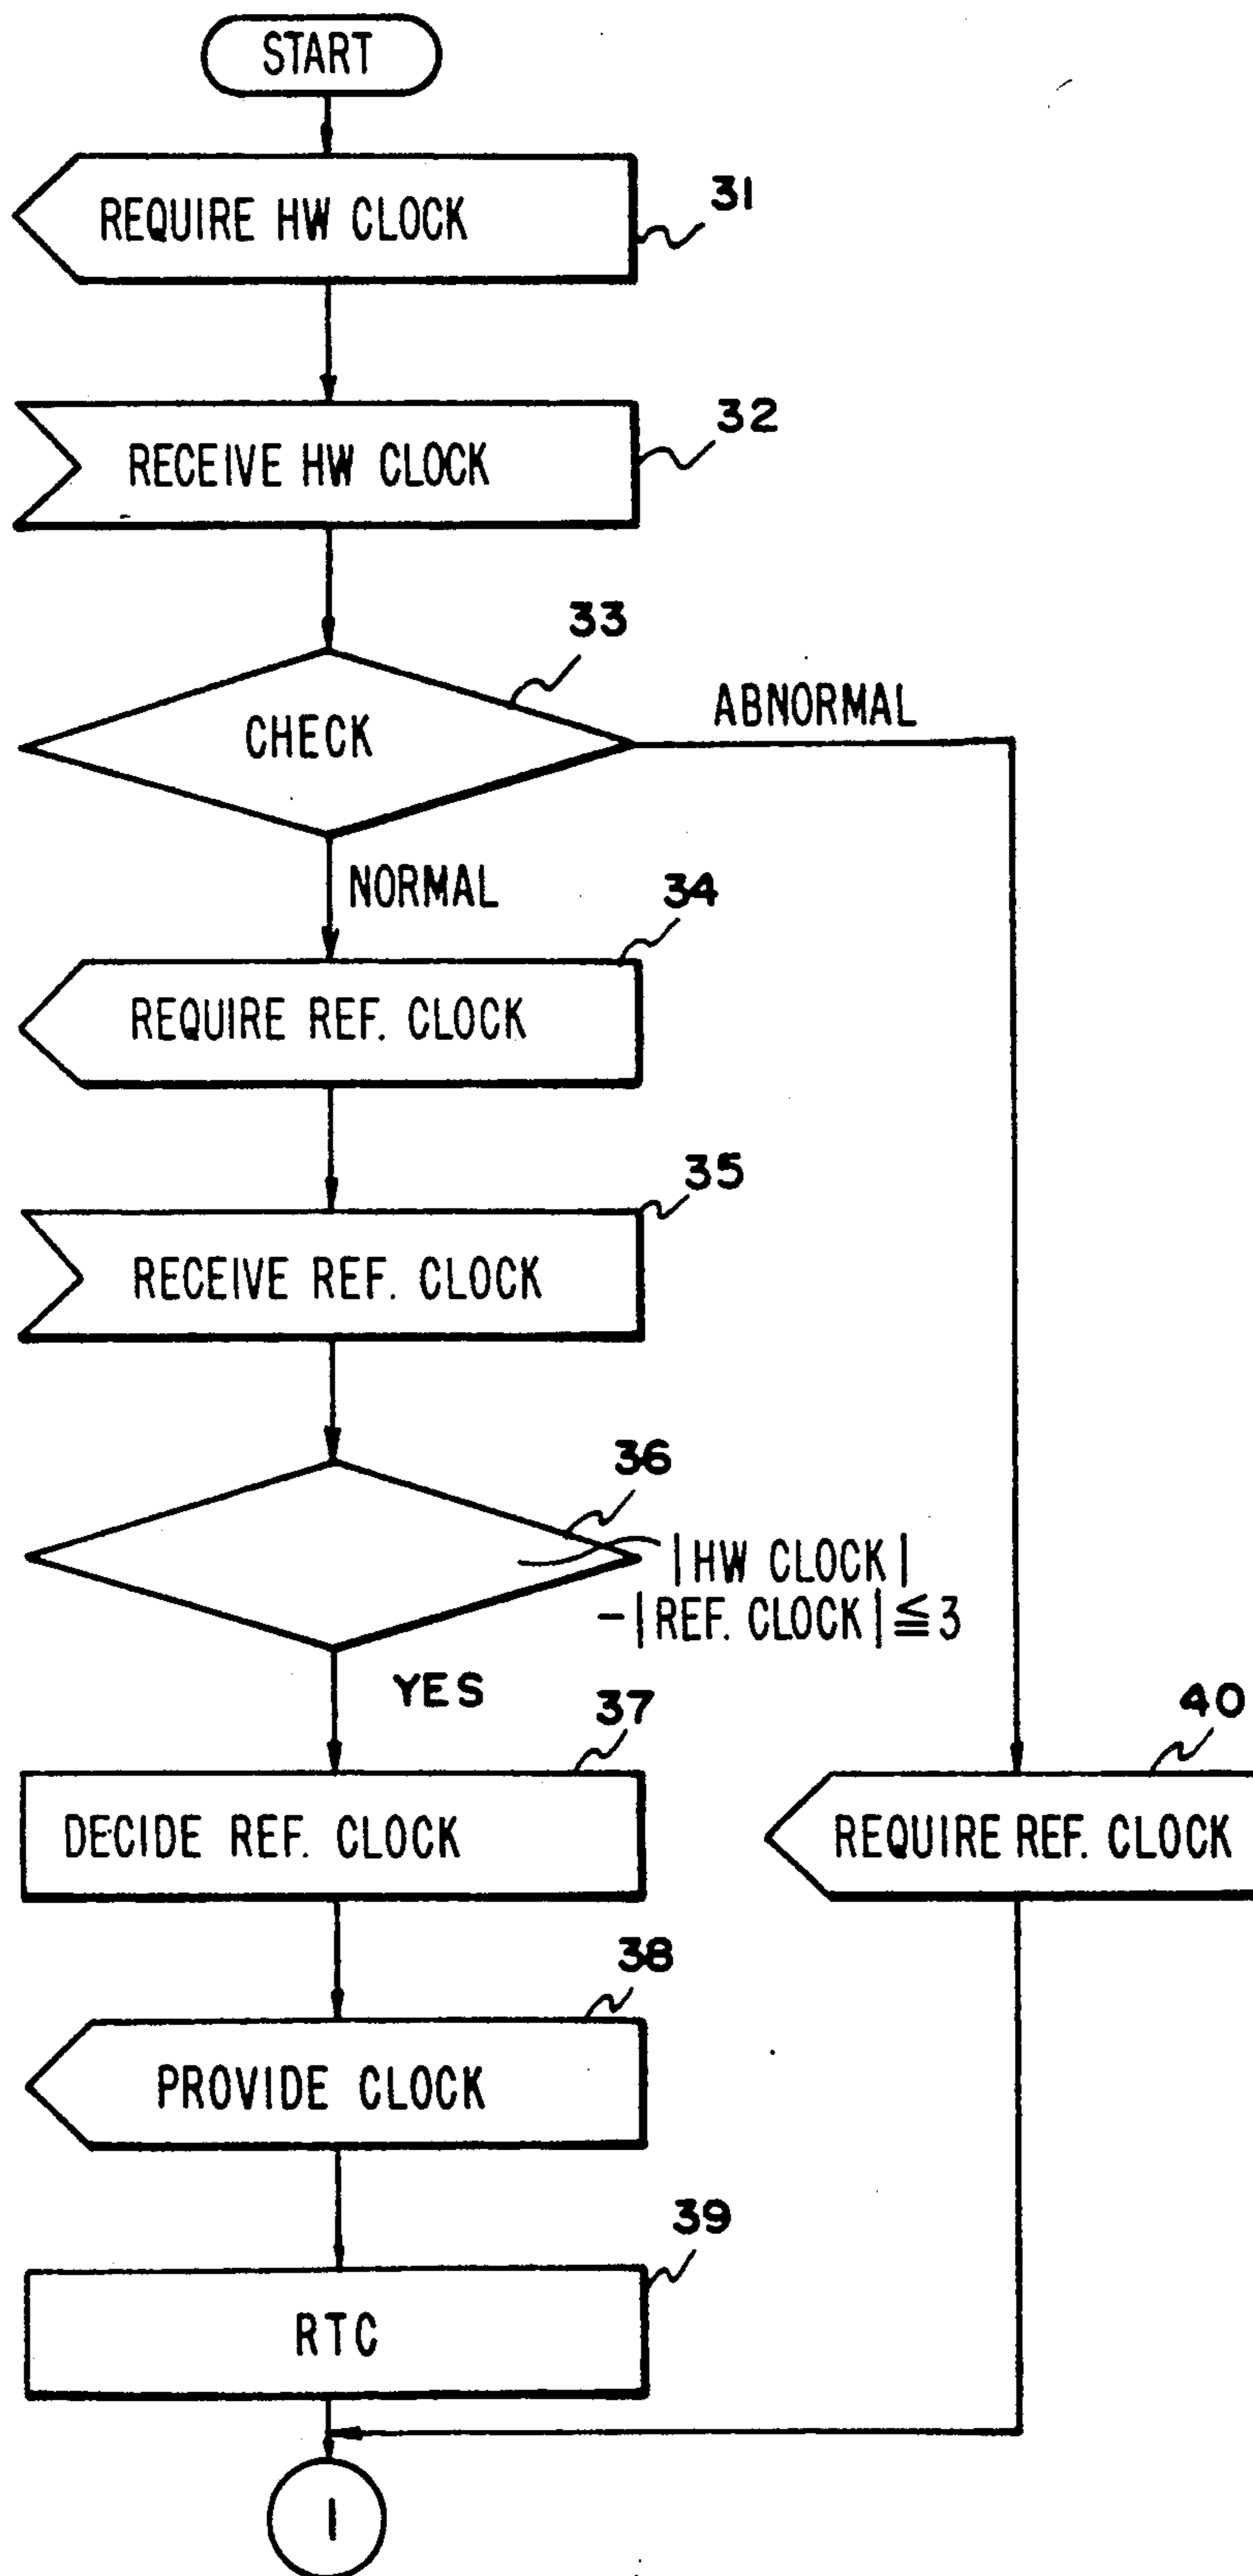 START
REQUIRE HW CLOCK
31
RECEIVE HW CLOCK
32
33
CHECK
ABNORMAL
NORMAL
34
REQUIRE REF. CLOCK
35
RECEIVE REF. CLOCK
36
|HW CLOCK|
-|REF. CLOCK|≦3
YES
37
DECIDE REF. CLOCK
40
REQUIRE REF. CLOCK
38
PROVIDE CLOCK
39
RTC
1